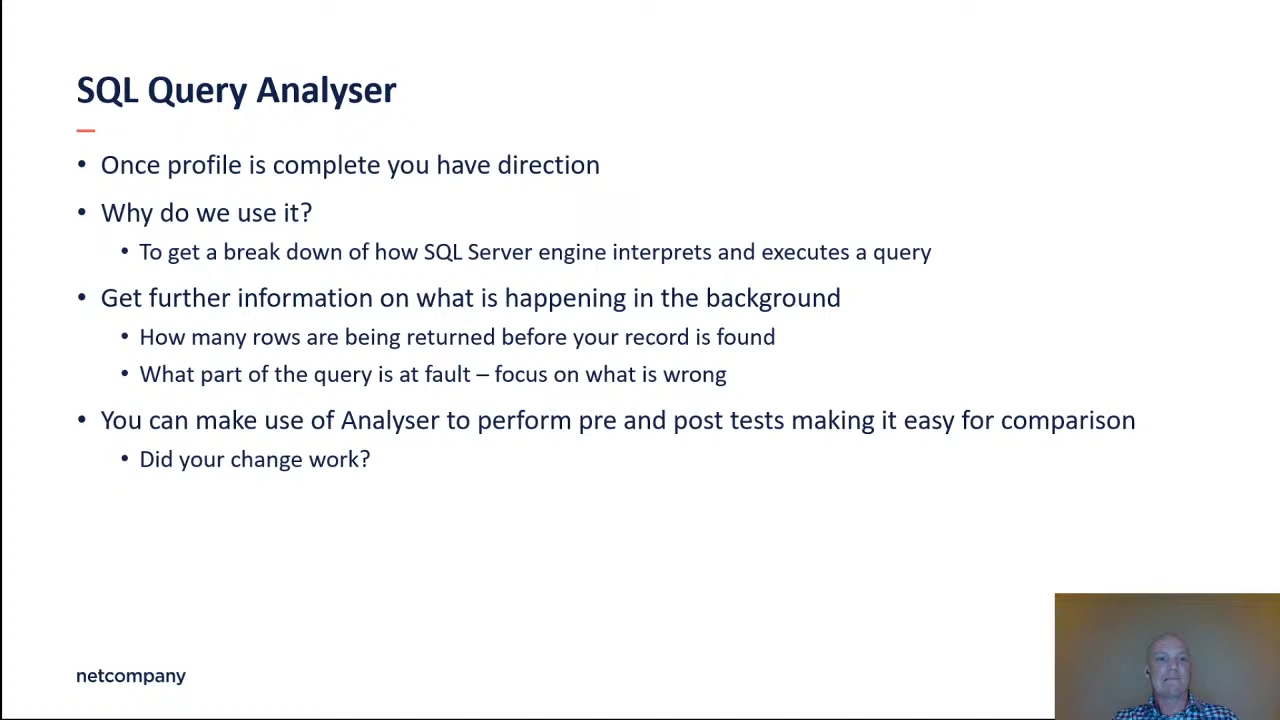 SQL Query Analyser
• Once profile is complete you have direction
• Why do we use it?
• To get a break down of how SQL Server engine interprets and executes a query
• Get further information on what is happening in the background
• How many rows are being returned before your record is found
• What part of the query is at fault – focus on what is wrong
• You can make use of Analyser to perform pre and post tests making it easy for comparison
• Did your change work?
netcompany